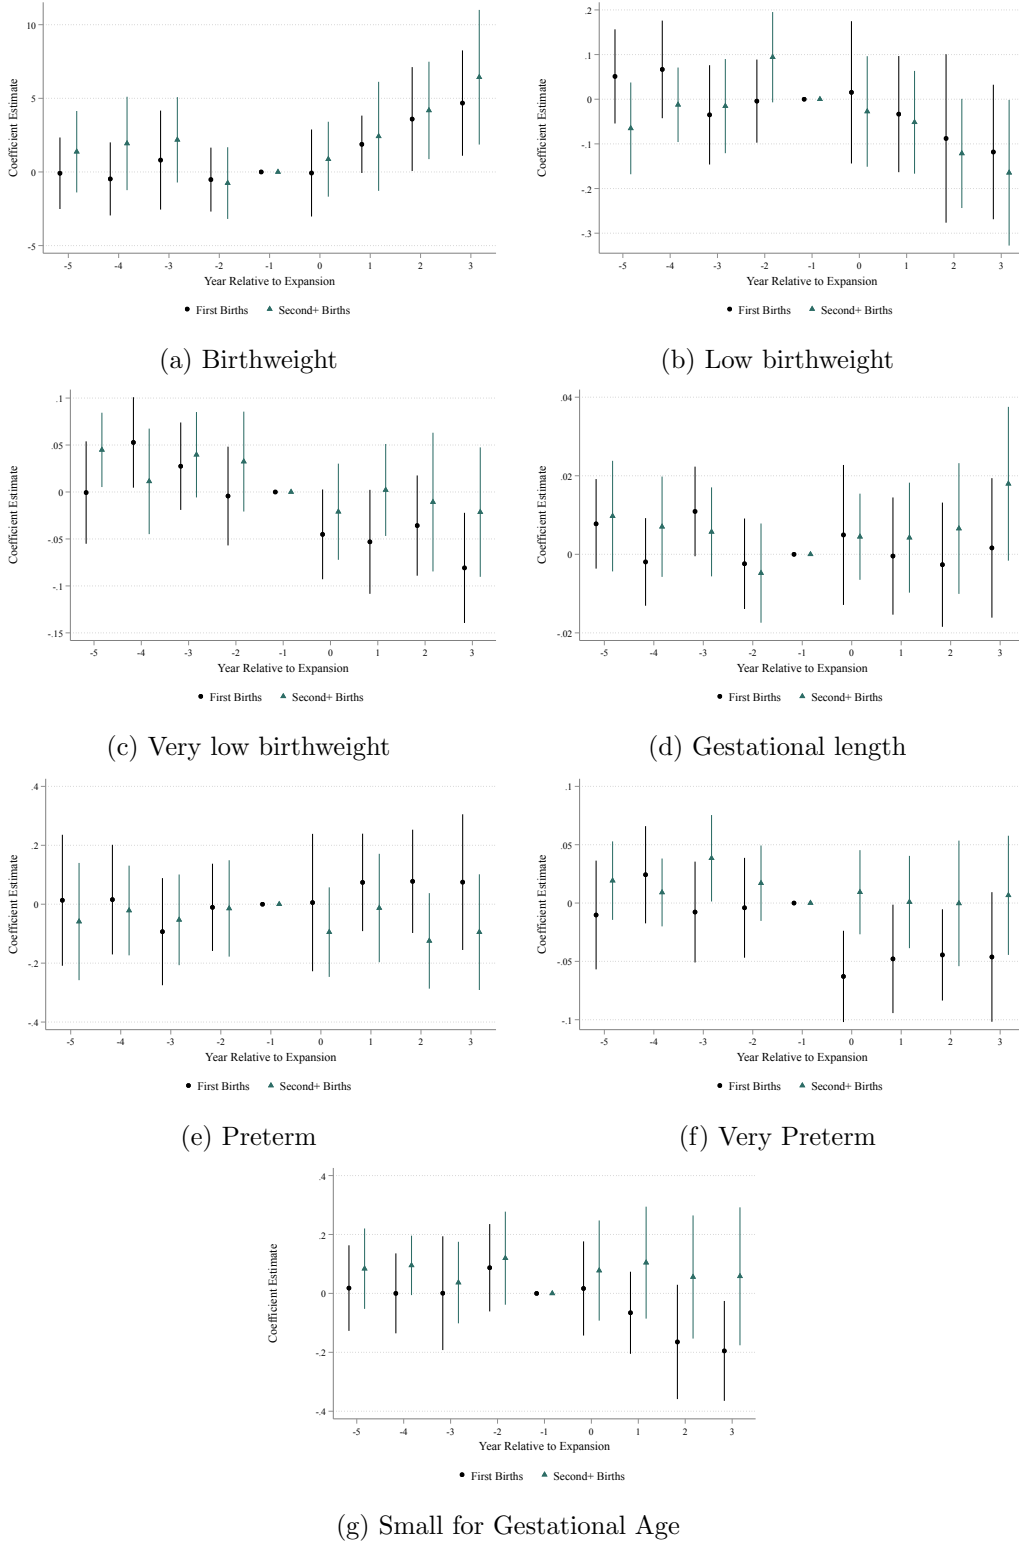 10
5
0
-5
Coefficient Estimate
-5 -4 -3 -2 -1 0 1 2 3
Year Relative to Expansion
First Births Second+ Births
(a) Birthweight
.2
.1
0
-.1
-.2
-.3
Coefficient Estimate
-5 -4 -3 -2 -1 0 1 2 3
Year Relative to Expansion
First Births Second+ Births
(b) Low birthweight
.1
.05
0
-.05
-.1
-.15
Coefficient Estimate
-5 -4 -3 -2 -1 0 1 2 3
Year Relative to Expansion
First Births Second+ Births
(c) Very low birthweight
.04
.02
0
-.02
Coefficient Estimate
-5 -4 -3 -2 -1 0 1 2 3
Year Relative to Expansion
First Births Second+ Births
(d) Gestational length
.4
.2
0
-.2
-.4
Coefficient Estimate
-5 -4 -3 -2 -1 0 1 2 3
Year Relative to Expansion
First Births Second+ Births
(e) Preterm
.1
.05
0
-.05
-.1
Coefficient Estimate
-5 -4 -3 -2 -1 0 1 2 3
Year Relative to Expansion
First Births Second+ Births
(f) Very Preterm
.4
.2
0
-.2
-.4
Coefficient Estimate
-5 -4 -3 -2 -1 0 1 2 3
Year Relative to Expansion
First Births Second+ Births
(g) Small for Gestational Age